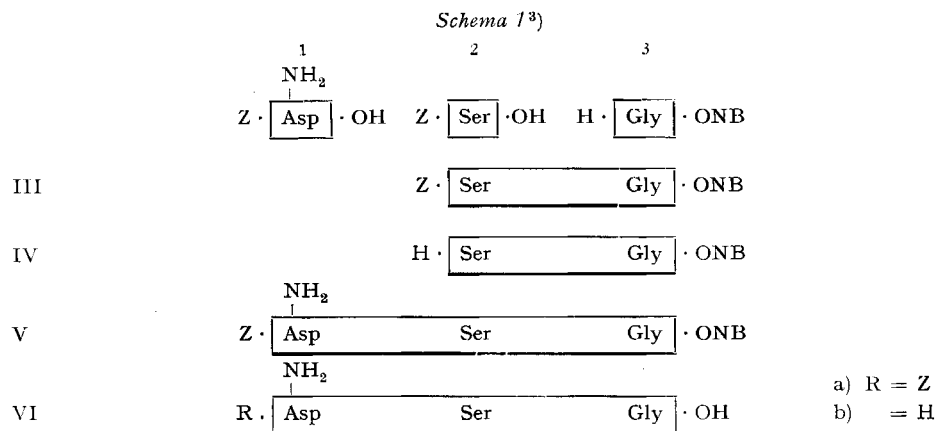 Schema 1³)
1 2 3
NH₂
Z · Asp · OH Z · Ser · OH H · Gly · ONB
III Z · Ser Gly · ONB
IV H · Ser Gly · ONB
NH₂
V Z · Asp Ser Gly · ONB
NH₂
a) R = Z
VI R . Asp Ser Gly · OH b) = H